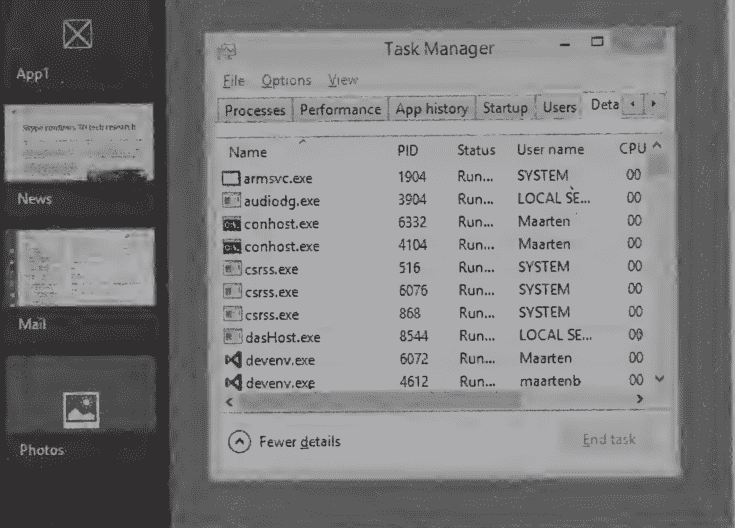 App1
Skype
News
Mail
Photos
Task Manager
File Options View
Processes Performance App history Startup Users Deta
Name PID Status User name CPU
armsvc.exe 1904 Run... SYSTEM 00
audiodg.exe 3904 Run... LOCAL SE... 00
conhost.exe 6332 Run... Maarten 00
conhost.exe 4104 Run... Maarten 00
csrss.exe 516 Run... SYSTEM 00
csrss.exe 6076 Run... SYSTEM 00
csrss.exe 868 Run... SYSTEM 00
dasHost.exe 8544 Run... LOCAL SE... 00
devenv.exe 6072 Run... Maarten 00
devenv.exe 4612 Run... maartenb 00
Fewer details End task